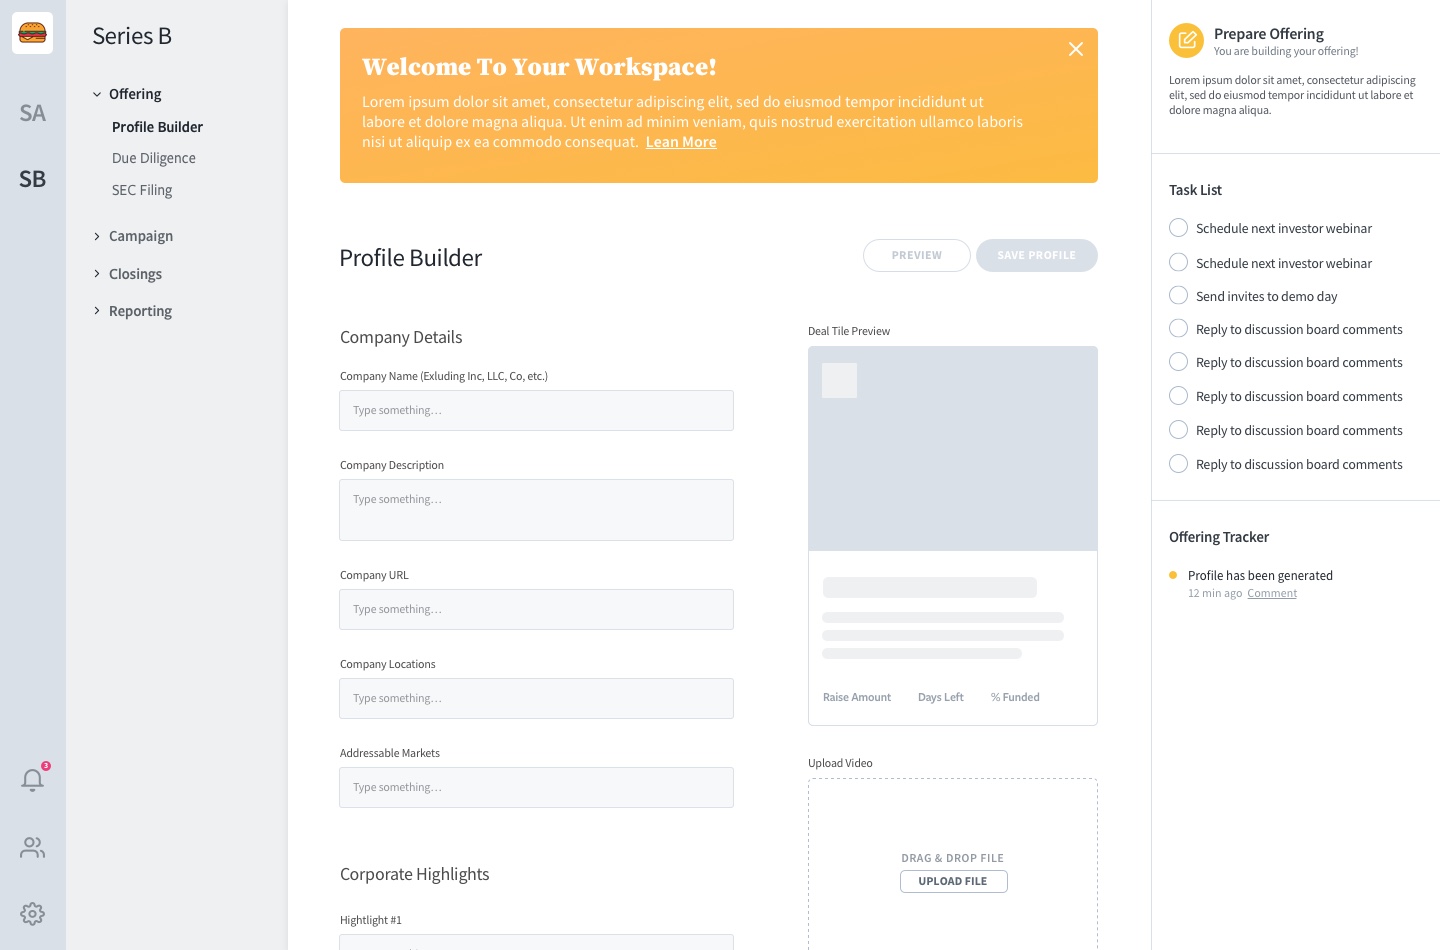 Series B
SA
SB
Offering
Profile Builder
Due Diligence
SEC Filing
Campaign
Closings
Reporting
3
Welcome To Your Workspace!
Lorem ipsum dolor sit amet, consectetur adipiscing elit, sed do eiusmod tempor incididunt ut
labore et dolore magna aliqua. Ut enim ad minim veniam, quis nostrud exercitation ullamco laboris
nisi ut aliquip ex ea commodo consequat. Lean More
Profile Builder
PREVIEW
SAVE PROFILE
Company Details
Company Name (Exluding Inc, LLC, Co, etc.)
Type something...
Company Description
Type something...
Company URL
Type something...
Company Locations
Type something...
Addressable Markets
Type something...
Corporate Highlights
Hightlight #1
Deal Tile Preview
Raise Amount
Days Left
% Funded
Upload Video
DRAG & DROP FILE
UPLOAD FILE
Prepare Offering
You are building your offering!
Lorem ipsum dolor sit amet, consectetur adipiscing
elit, sed do eiusmod tempor incididunt ut labore et
dolore magna aliqua.
Task List
Schedule next investor webinar
Schedule next investor webinar
Send invites to demo day
Reply to discussion board comments
Reply to discussion board comments
Reply to discussion board comments
Reply to discussion board comments
Reply to discussion board comments
Offering Tracker
Profile has been generated
12 min ago Comment